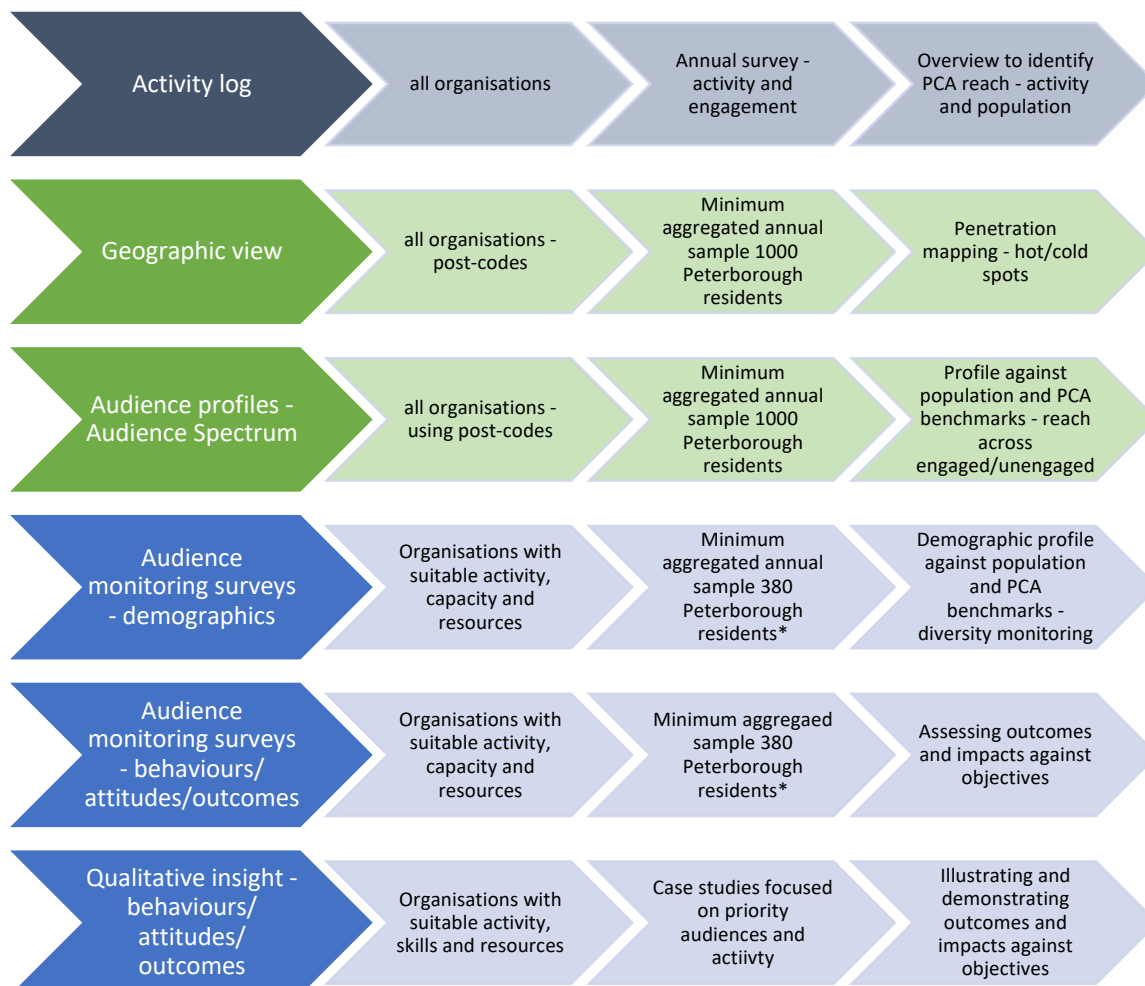 Activity log
all organisations
Annual survey -
activity and
engagement
Overview to identify
PCA reach - activity
and population
Geographic view
all organisations -
post-codes
Minimum
aggregated annual
sample 1000
Peterborough
residents
Penetration
mapping - hot/cold
spots
Audience profiles -
Audience Spectrum
all organisations -
using post-codes
Minimum
aggregated annual
sample 1000
Peterborough
residents
Profile against
population and PCA
benchmarks - reach
across
engaged/unengaged
Audience
monitoring surveys
- demographics
Organisations with
suitable activity,
capacity and
resources
Minimum
aggregated annual
sample 380
Peterborough
residents*
Demographic profile
against population
and PCA
benchmarks -
diversity monitoring
Audience
monitoring surveys
- behaviours/
attitudes/outcomes
Organisations with
suitable activity,
capacity and
resources
Minimum aggregaed
sample 380
Peterborough
residents*
Assessing outcomes
and impacts against
objectives
Qualitative insight -
behaviours/
attitudes/
outcomes
Organisations with
suitable activity,
skills and resources
Case studies focused
on priority
audiences and
actiivty
Illustrating and
demonstrating
outcomes and
impacts against
objectives